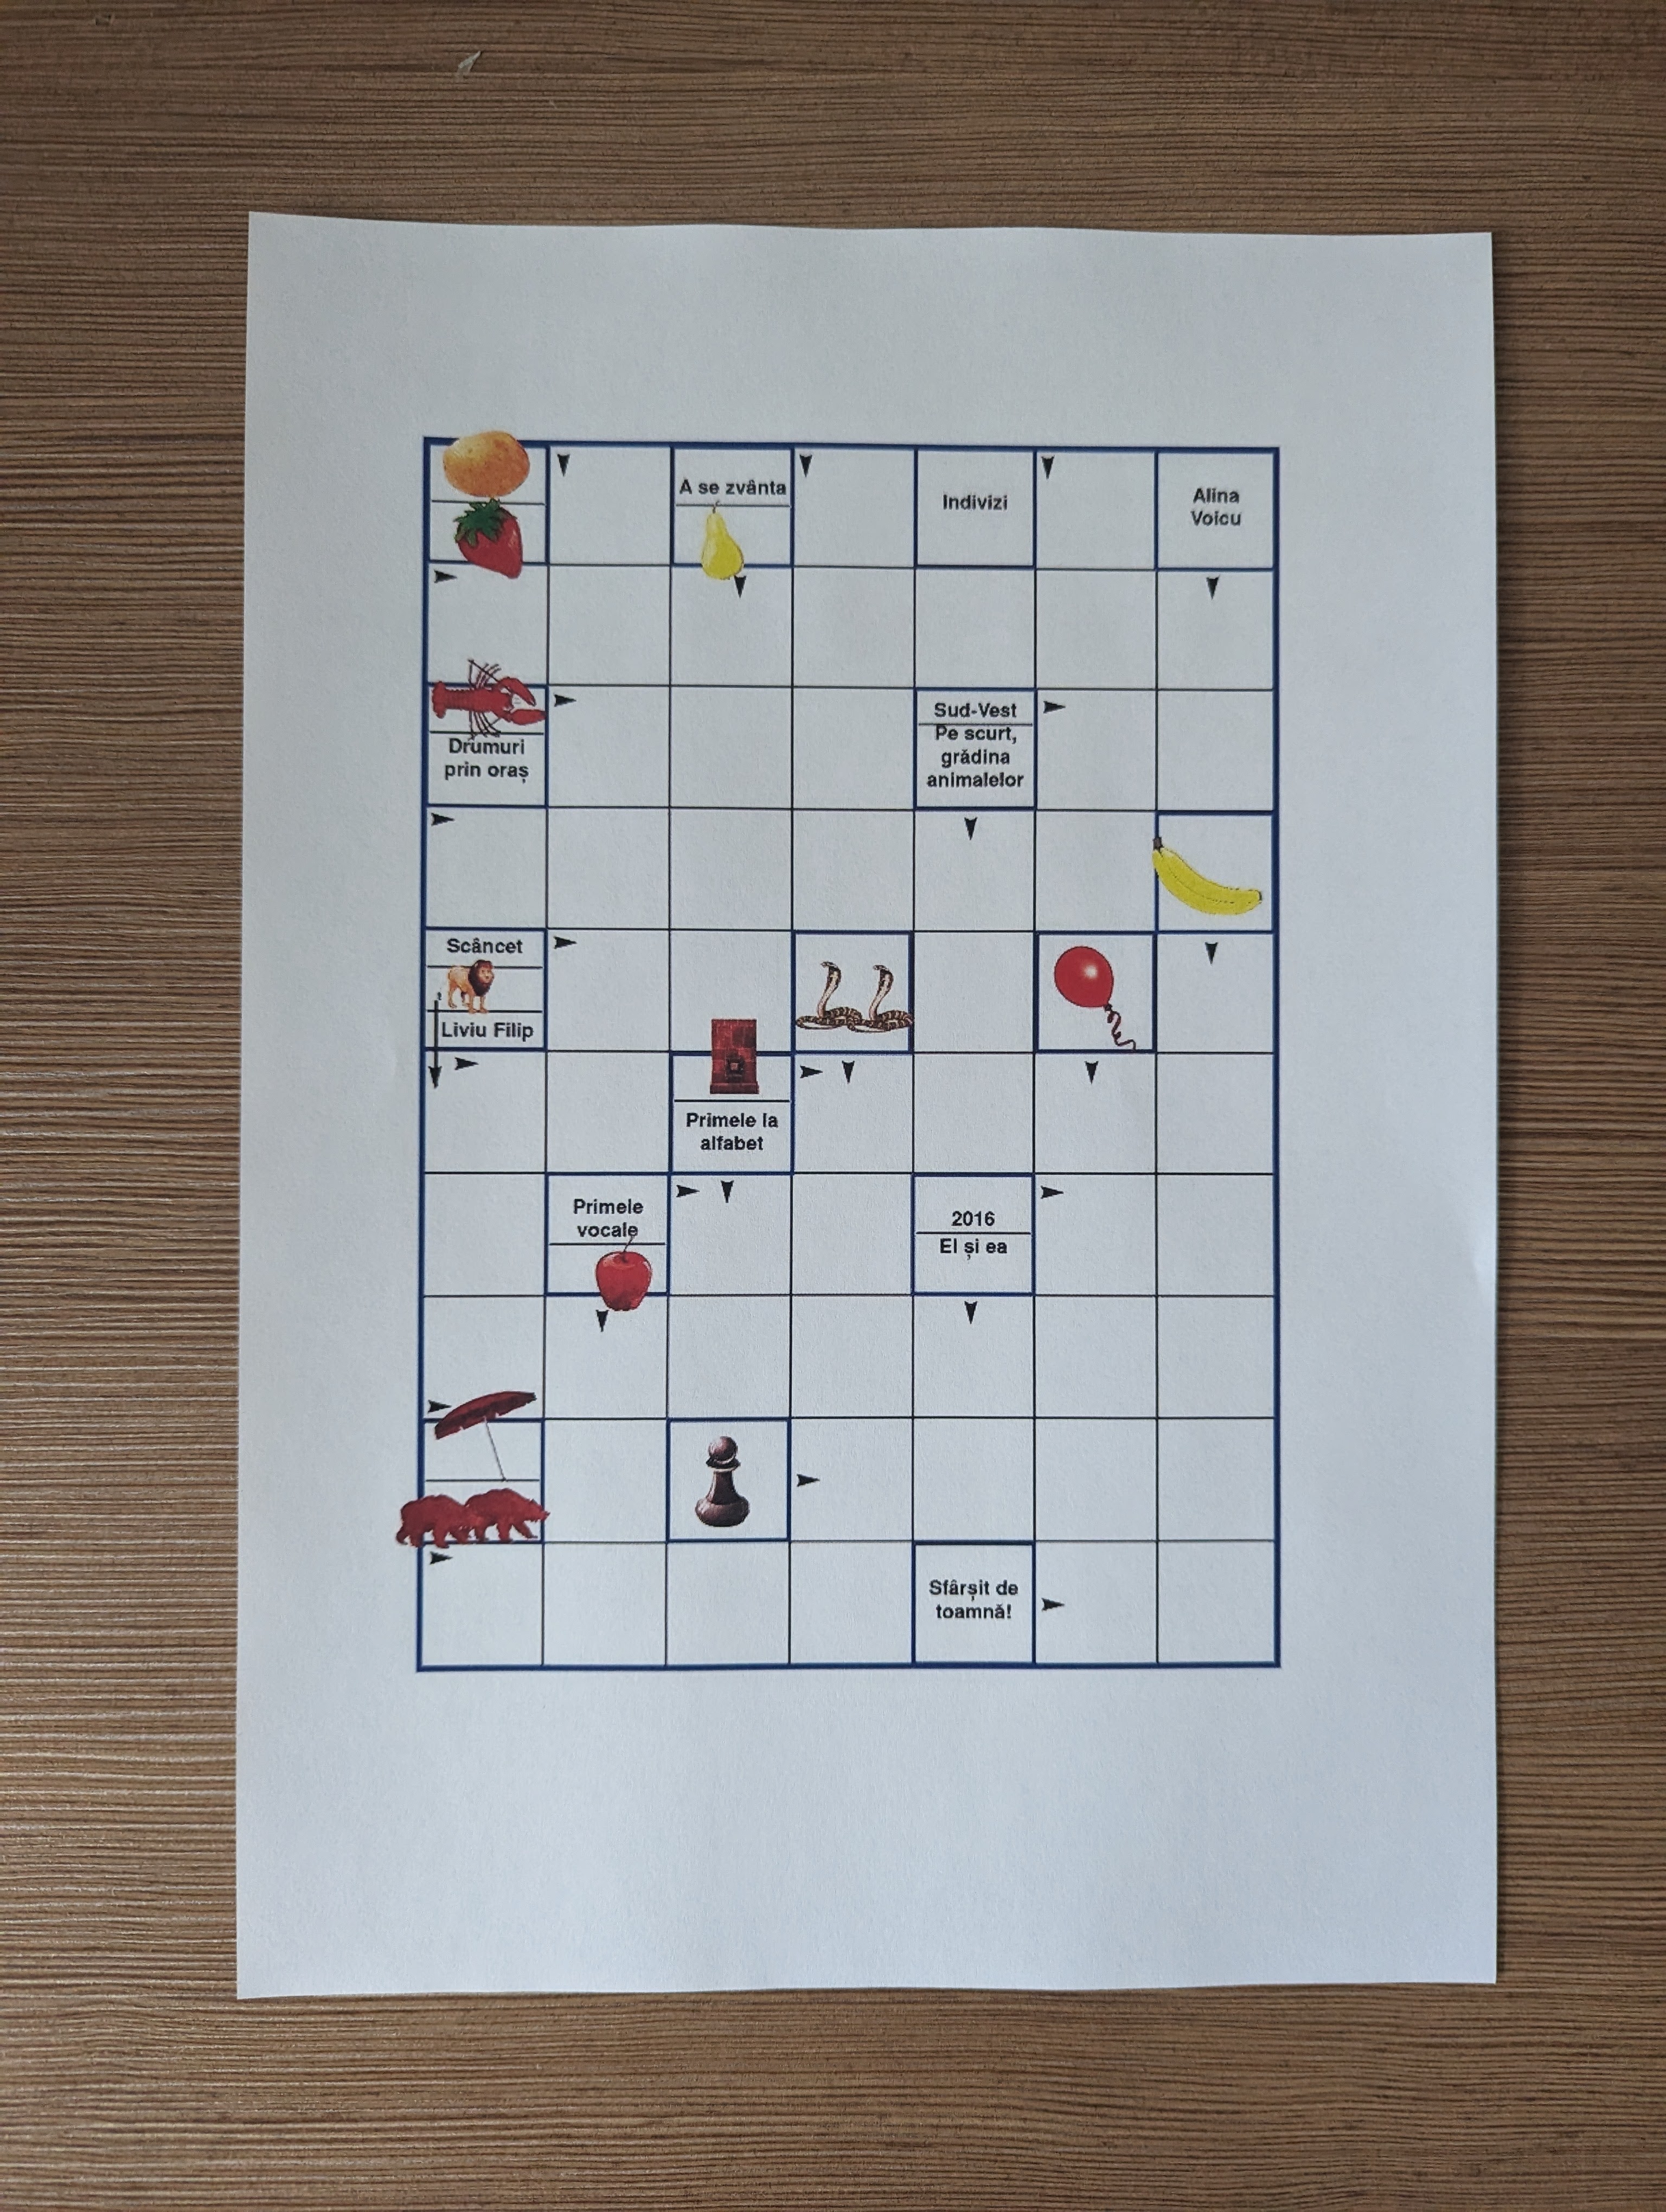 A se zvânta
Indivizi
Alina
Voicu
Drumuri
prin oraș
Sud-Vest
Pe scurt,
grădina
animalelor
Scâncet
Liviu Filip
Primele la
alfabet
Primele
vocale
2016
El și ea
Sfârșit de
toamnă!